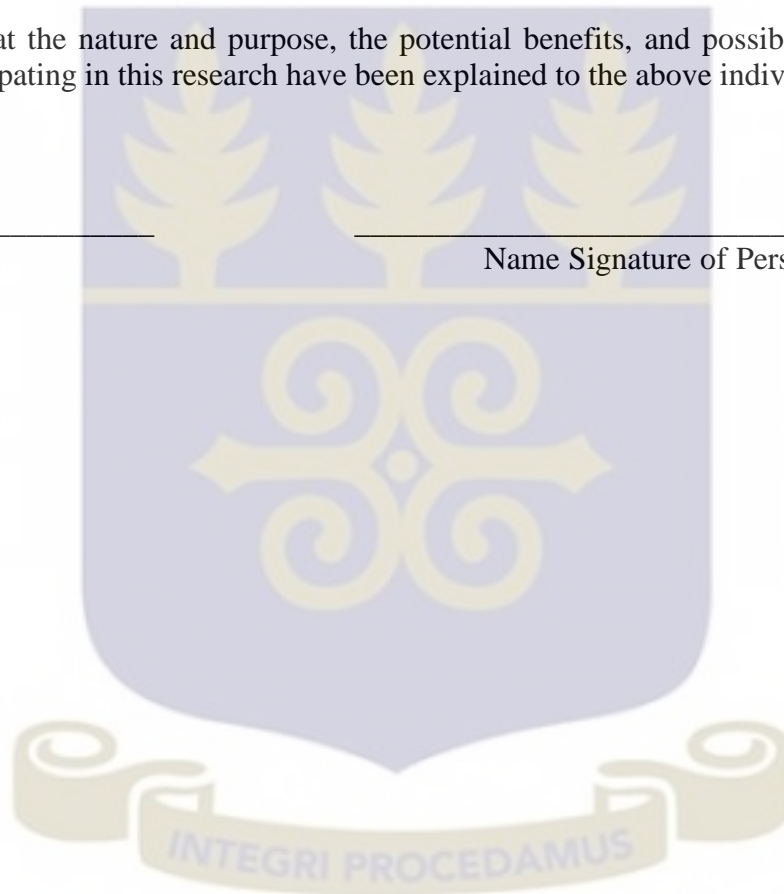 at the nature and purpose, the potential benefits, and possib
pating in this research have been explained to the above indiv
Name Signature of Pers
INTEGRI PROCEDAMUS